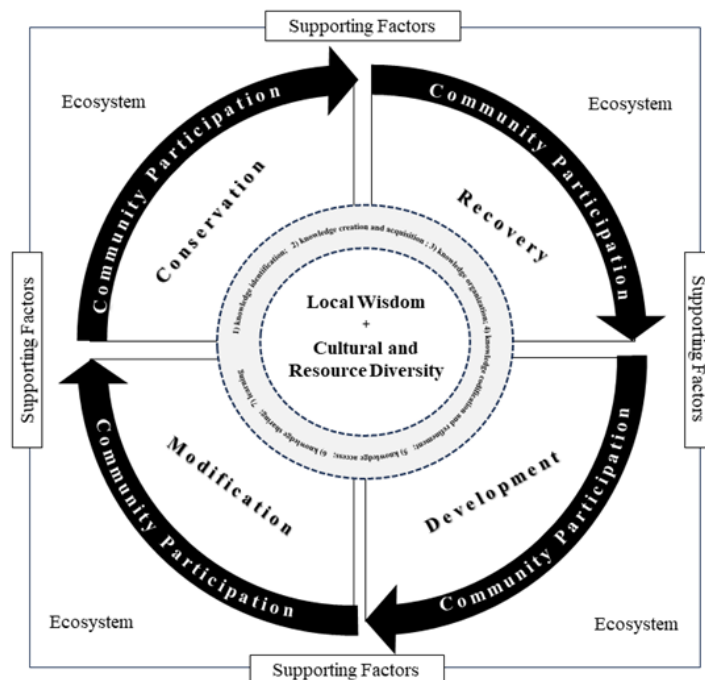 Supporting Factors
Ecosystem
Ecosystem
Community Participation
Community Participation
Conservation
Recovery
1) knowledge identification; 2) knowledge creation and acquisition ; 3) knowledge organization; 4) knowledge codification and refinement; 5) knowledge access; 6) knowledge sharing; 7) learning
Local Wisdom
+
Cultural and
Resource Diversity
Supporting Factors
Supporting Factors
Modification
Development
Community Participation
Community Participation
Ecosystem
Ecosystem
Supporting Factors